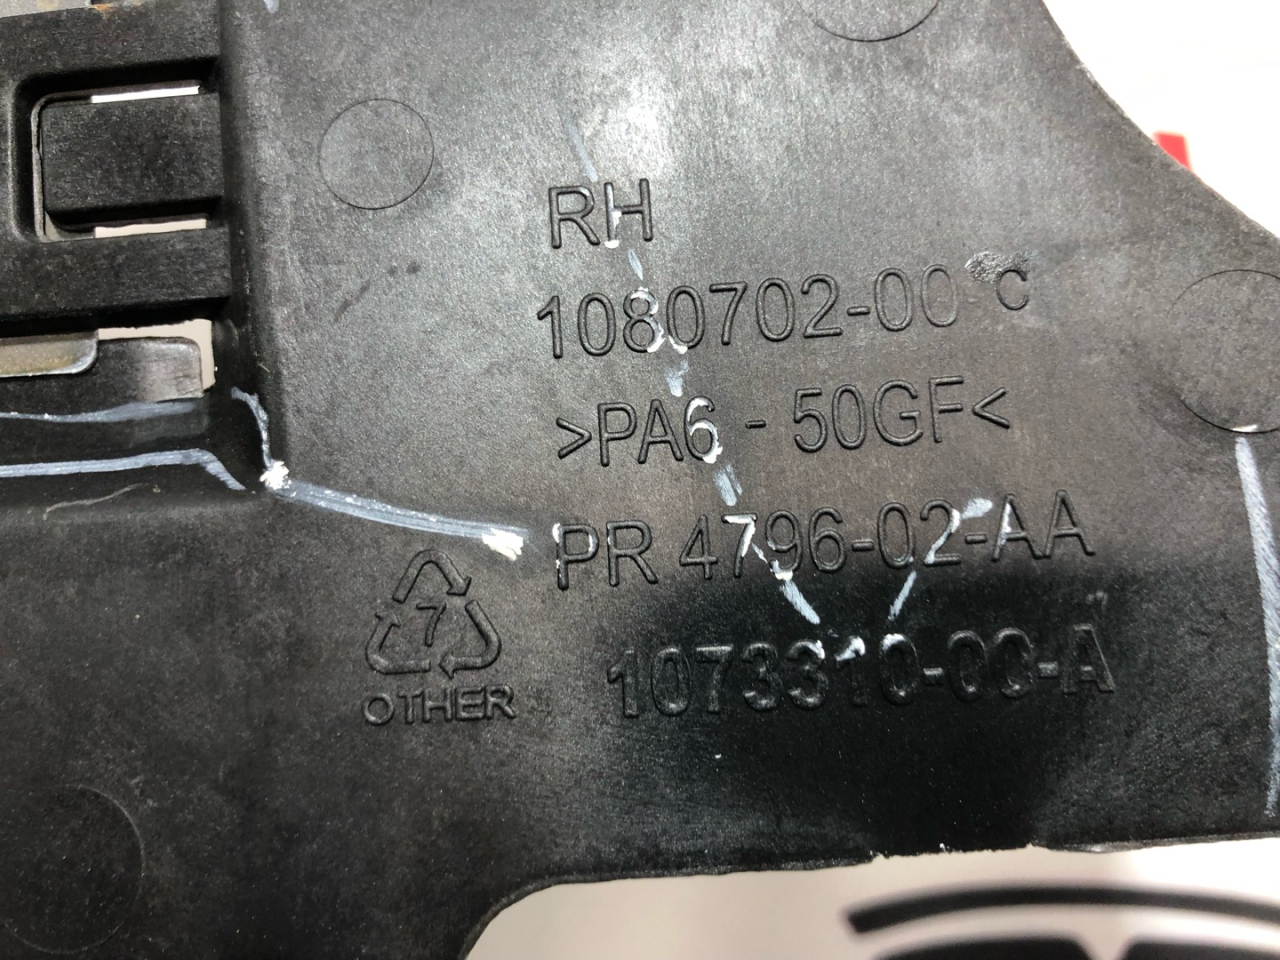 RH
1080702-00 C
>PA6 - 50GF<
PR 4796-02-AA
1073310-00-A
7
OTHER